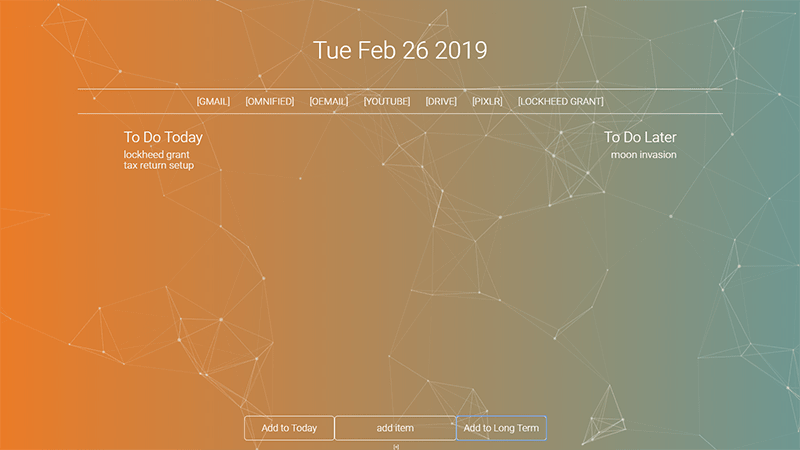 Tue Feb 26 2019
[GMAIL] [OMNIFIED] [OEMAIL] [YOUTUBE] [DRIVE] [PIXLR] [LOCKHEED GRANT]
To Do Today
lockheed grant
tax return setup
To Do Later
moon invasion
Add to Today
add item
Add to Long Term